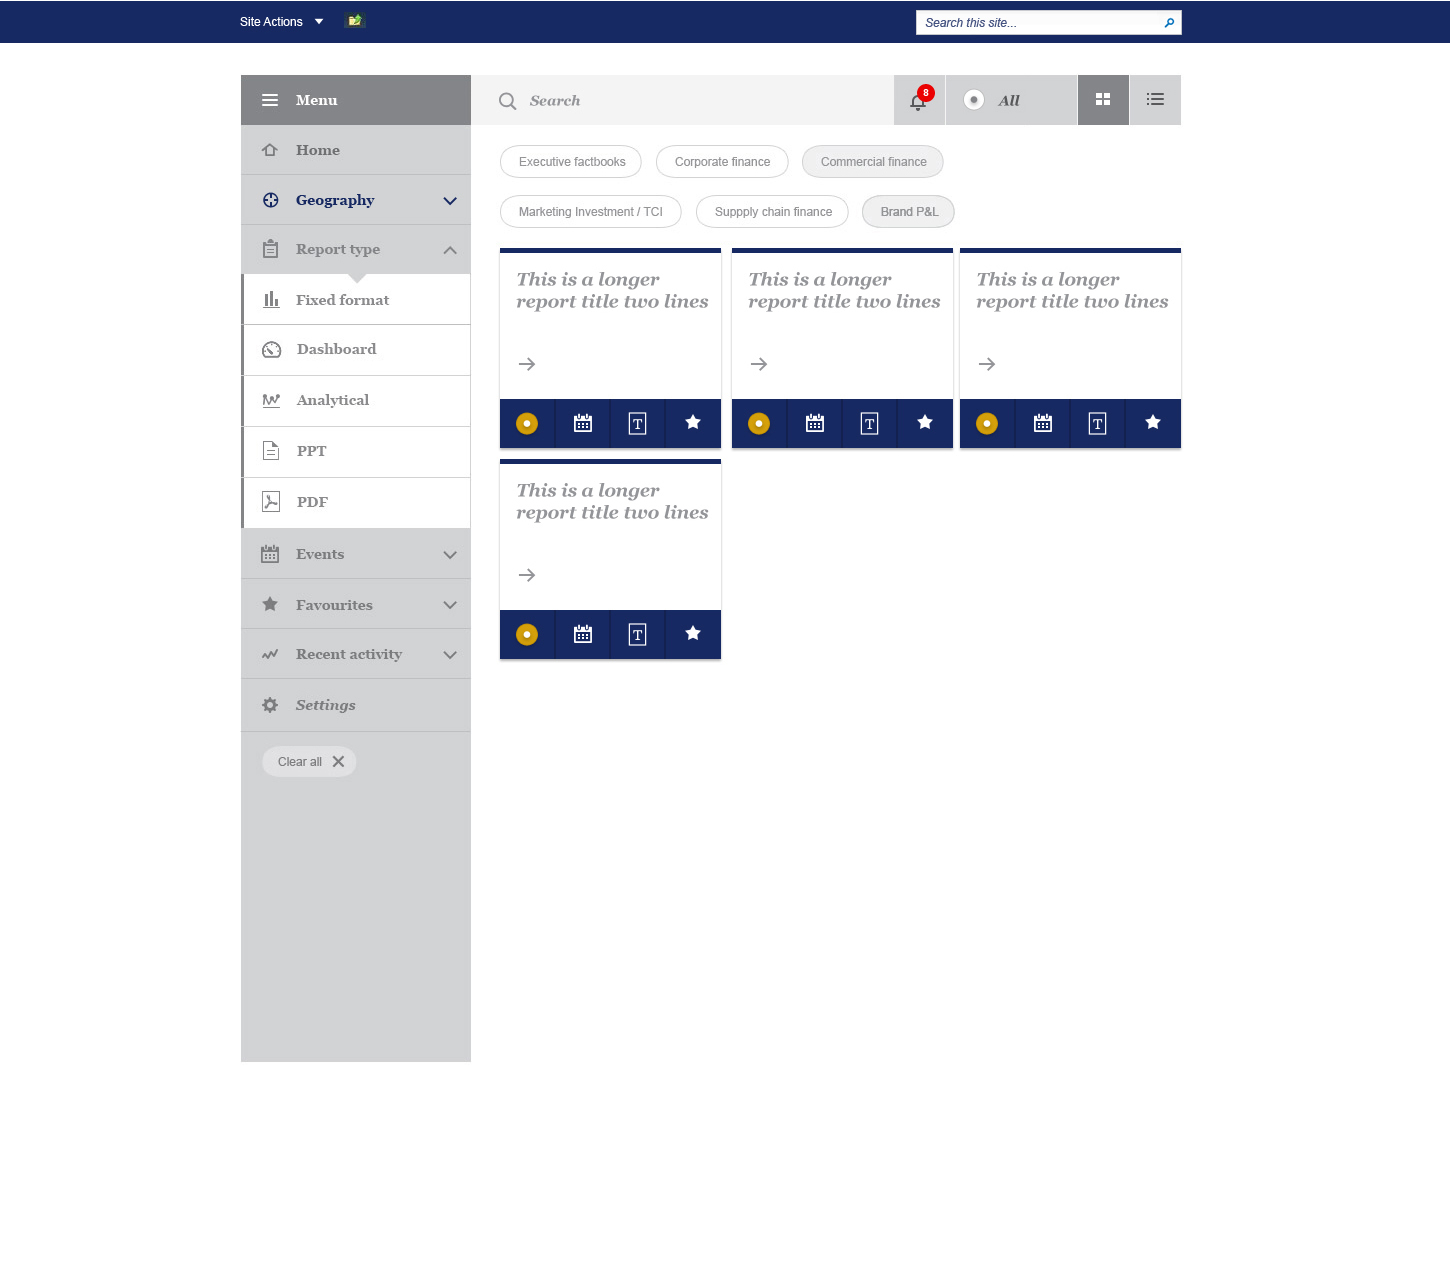 Site Actions
Search this site...
Menu
Search
8
All
Home
Geography
Report type
Fixed format
Dashboard
Analytical
PPT
PDF
Events
Favourites
Recent activity
Settings
Clear all
Executive factbooks
Corporate finance
Commercial finance
Marketing Investment / TCI
Suppply chain finance
Brand P&L
This is a longer
report title two lines
T
This is a longer
report title two lines
T
This is a longer
report title two lines
T
This is a longer
report title two lines
T